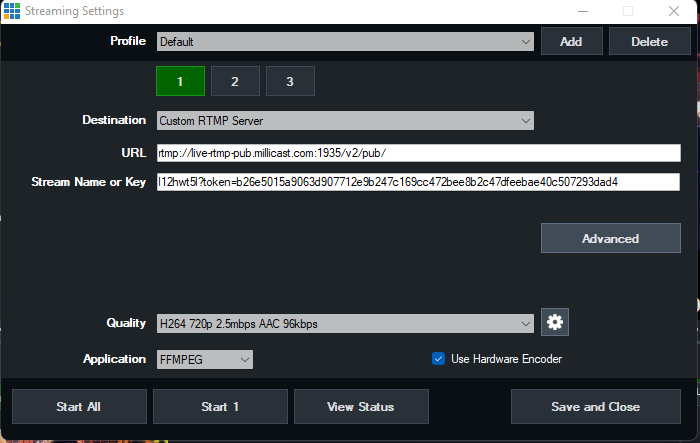 Streaming Settings
Profile Default Add Delete
1 2 3
Destination Custom RTMP Server
URL rtmp://live-rtmp-pub.millicast.com:1935/v2/pub/
Stream Name or Key l12hwt5l?token=b26e5015a9063d907712e9b247c169cc472bee8b2c47dfeebae40c507293dad4
Advanced
Quality H264 720p 2.5mbps AAC 96kbps
Application FFMPEG Use Hardware Encoder
Start All Start 1 View Status Save and Close